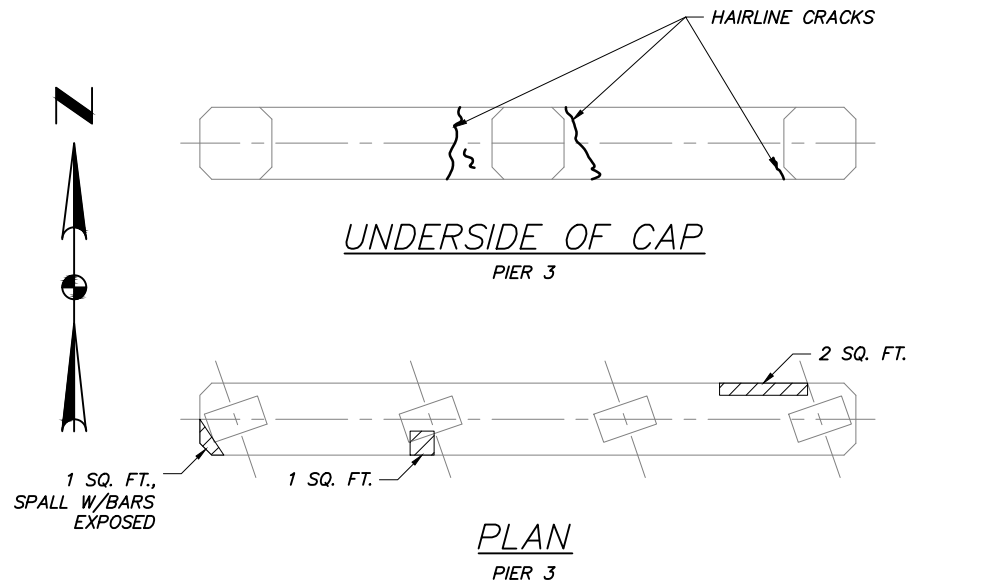 HAIRLINE CRACKS
N
UNDERSIDE OF CAP
PIER 3
2 SQ. FT.
1 SQ. FT.,
SPALL W/BARS
EXPOSED
1 SQ. FT.
PLAN
PIER 3